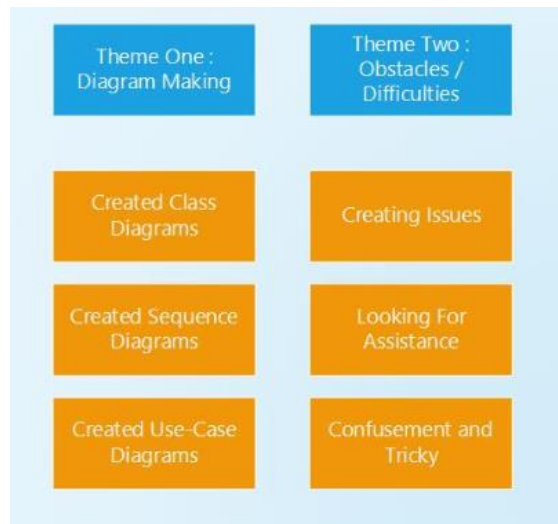 Theme One :
Diagram Making
Theme Two :
Obstacles /
Difficulties
Created Class
Diagrams
Creating Issues
Created Sequence
Diagrams
Looking For
Assistance
Created Use-Case
Diagrams
Confusement and
Tricky